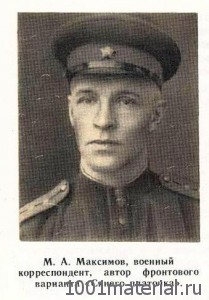 М. А. Максимов, военный
корреспондент, автор фронтового
варианта «Синего платочка».
1001material.ru